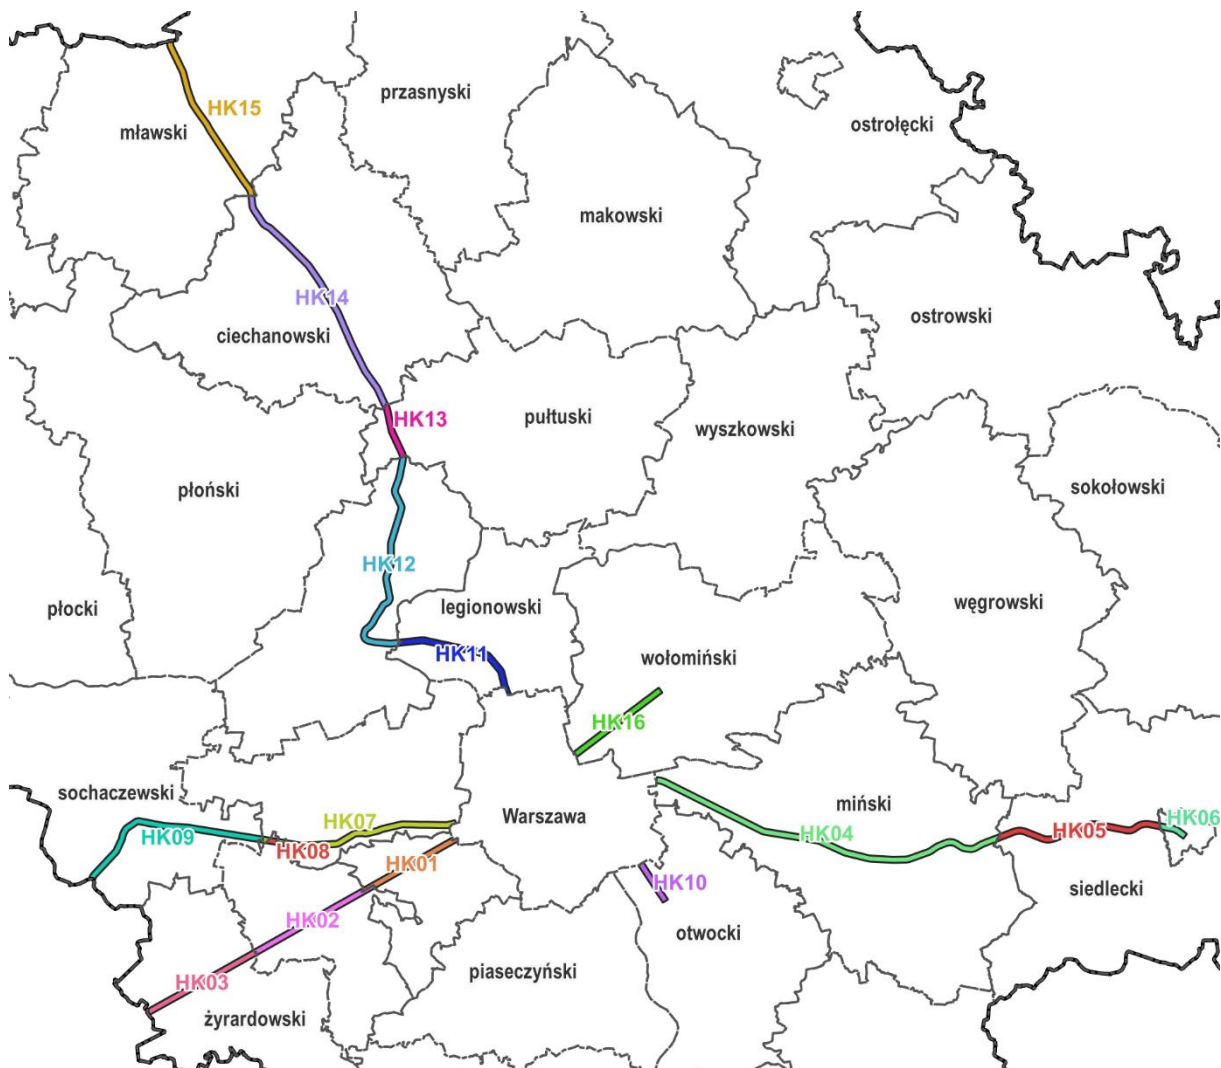 przasnyski
HK15
mławski
ostrołęcki
makowski
HK14
ciechanowski
ostrowski
HK13
pułtuski
wyszkowski
płoński
sokołowski
HK12
płocki
legionowski
węgrowski
HK11
wołomiński
HK16
sochaczewski
HK07
Warszawa
miński
HK09
HK08
HK04
HK05
HK06
HK01
HK10
siedlecki
HK02
otwocki
HK03
piaseczyński
żyrardowski